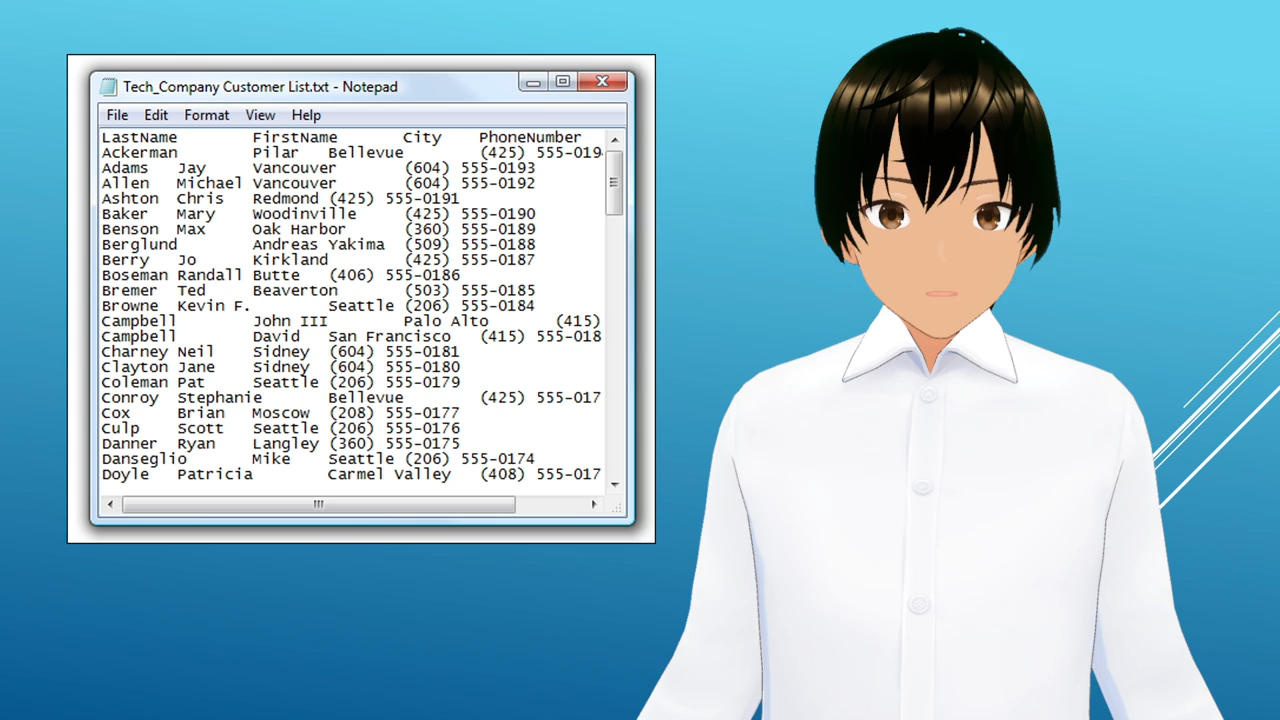 Tech_Company Customer List.txt - Notepad
File Edit Format View Help
LastName FirstName City PhoneNumber
Ackerman Pilar Bellevue (425) 555-019
Adams Jay Vancouver (604) 555-0193
Allen Michael Vancouver (604) 555-0192
Ashton Chris Redmond (425) 555-0191
Baker Mary Woodinville (425) 555-0190
Benson Max Oak Harbor (360) 555-0189
Berglund Andreas Yakima (509) 555-0188
Berry Jo Kirkland (425) 555-0187
Boseman Randall Butte (406) 555-0186
Bremer Ted Beaverton (503) 555-0185
Browne Kevin F. Seattle (206) 555-0184
Campbell John III Palo Alto (415)
Campbell David San Francisco (415) 555-018
Charney Neil Sidney (604) 555-0181
Clayton Jane Sidney (604) 555-0180
Coleman Pat Seattle (206) 555-0179
Conroy Stephanie Bellevue (425) 555-017
Cox Brian Moscow (208) 555-0177
Culp Scott Seattle (206) 555-0176
Danner Ryan Langley (360) 555-0175
Danseglio Mike Seattle (206) 555-0174
Doyle Patricia Carmel Valley (408) 555-017